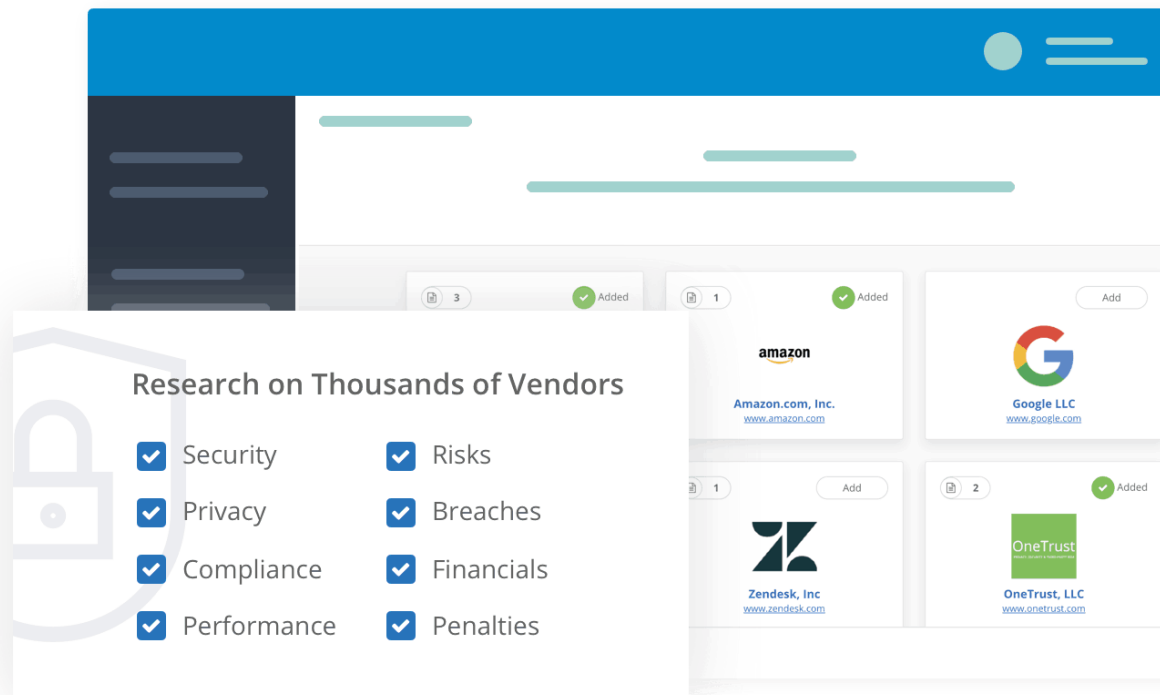 3
Added
1
Added
Add
amazon
Amazon.com, Inc.
www.amazon.com
Google LLC
www.google.com
Research on Thousands of Vendors
Security
Risks
Privacy
Breaches
Compliance
Financials
Performance
Penalties
1
Add
2
Added
OneTrust
Zendesk, Inc
www.zendesk.com
OneTrust, LLC
www.onetrust.com